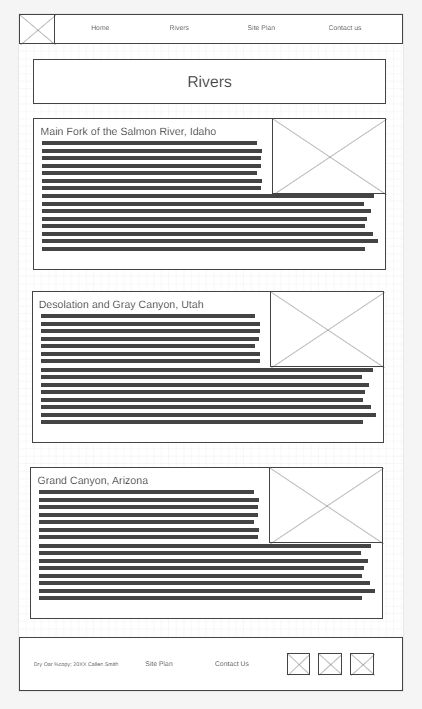 Home Rivers Site Plan Contact us
Rivers
Main Fork of the Salmon River, Idaho
Desolation and Gray Canyon, Utah
Grand Canyon, Arizona
Dry Oar %copy; 20XX Callen Smith Site Plan Contact Us